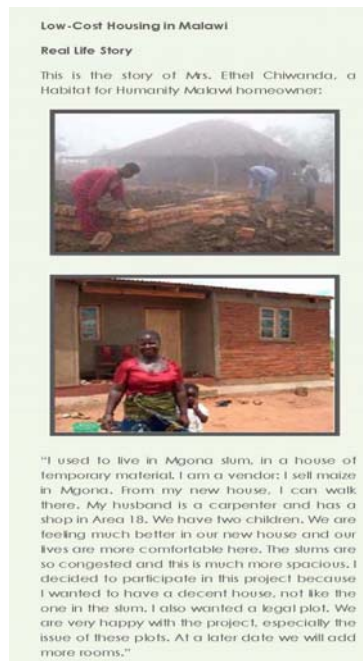 Low-Cost Housing in Malawi
Real Life Story
This is the story of Mrs. Ethel Chiwanda, a
Habitat for Humanity Malawi homeowner:
"I used to live in Mgona slum, in a house of
temporary material. I am a vendor: I sell maize
in Mgona. From my new house, I can walk
there. My husband is a carpenter and has a
shop in Area 18. We have two children. We are
feeling much better in our new house and our
lives are more comfortable here. The slums are
so congested and this is much more spacious. I
decided to participate in this project because
I wanted to have a decent house, not like the
one in the slum. I also wanted a legal plot. We
are very happy with the project, especially the
issue of these plots. At a later date we will add
more rooms."